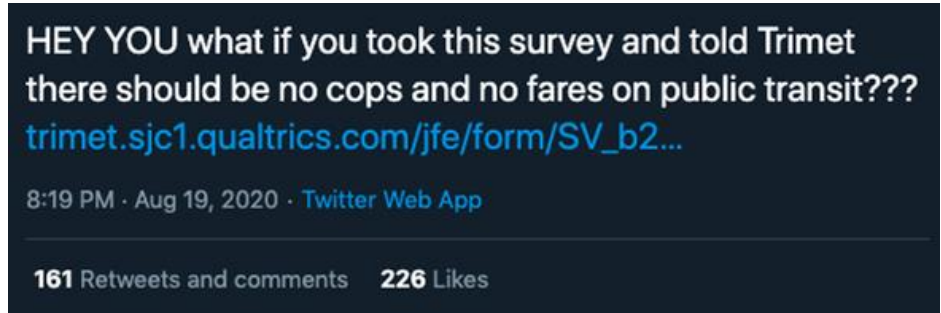 HEY YOU what if you took this survey and told Trimet
there should be no cops and no fares on public transit???
trimet.sjc1.qualtrics.com/jfe/form/SV_b2...
8:19 PM · Aug 19, 2020 · Twitter Web App
161 Retweets and comments 226 Likes